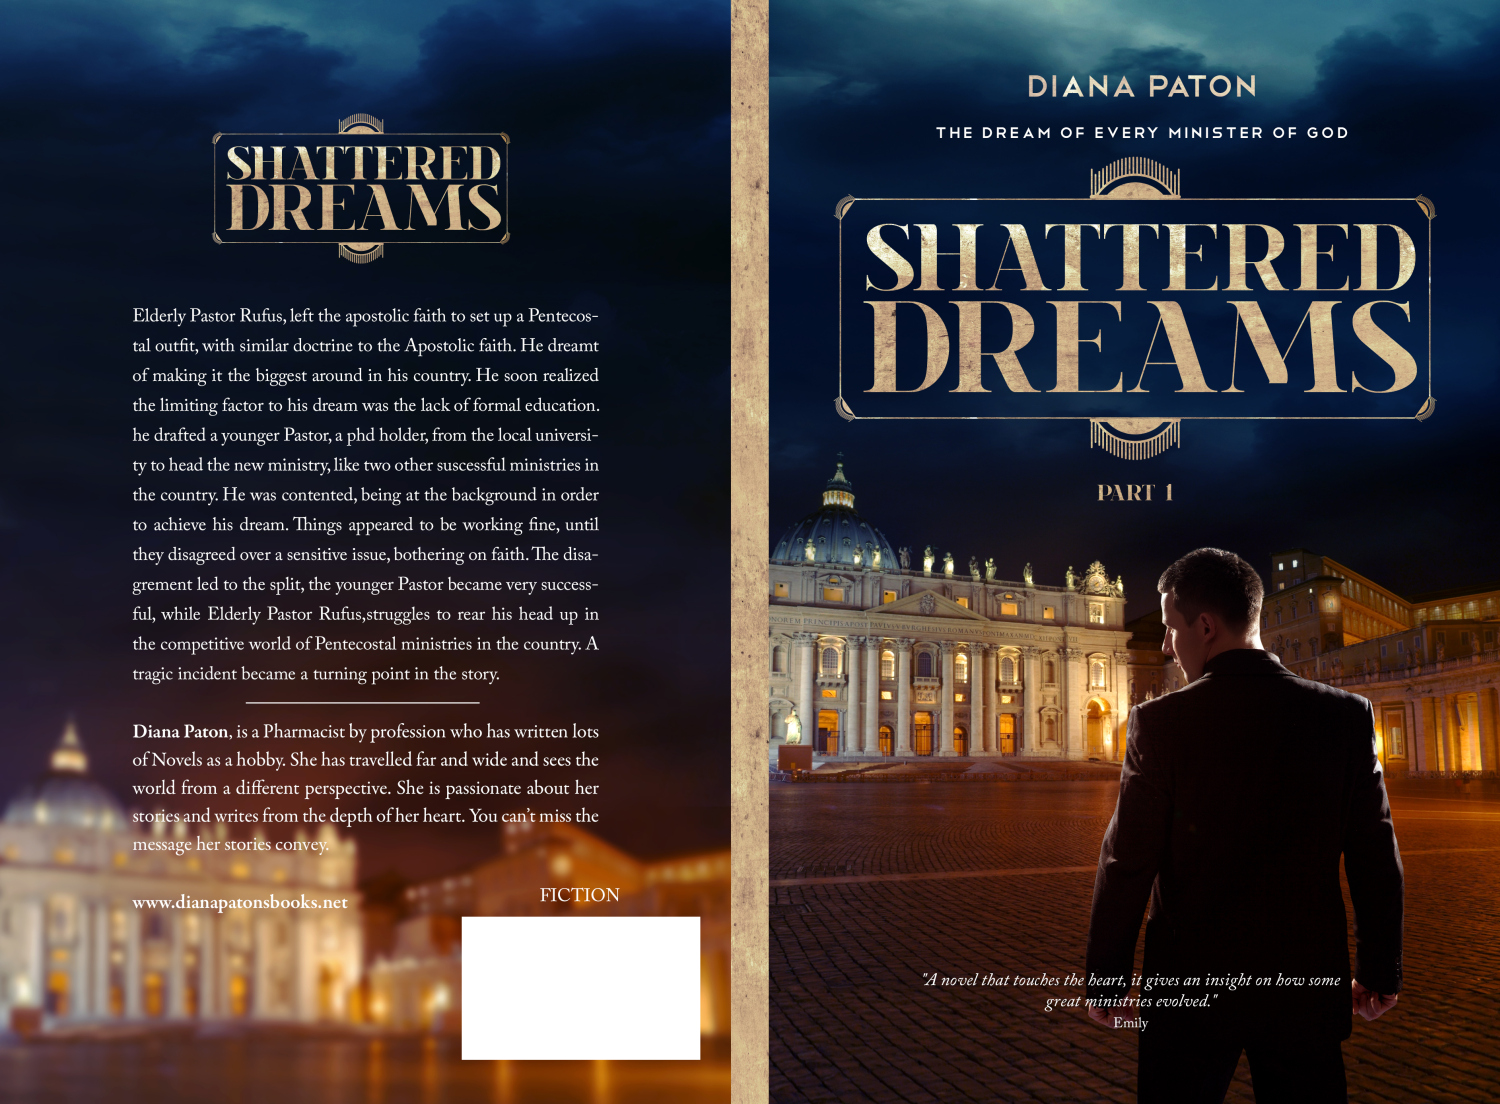 SHATTERED
DREAMS
Elderly Pastor Rufus, left the apostolic faith to set up a Pentecos-
tal outfit, with similar doctrine to the Apostolic faith. He dreamt
of making it the biggest around in his country. He soon realized
the limiting factor to his dream was the lack of formal education.
he drafted a younger Pastor, a phd holder, from the local universi-
ty to head the new ministry, like two other suscessful ministries in
the country. He was contented, being at the background in order
to achieve his dream. Things appeared to be working fine, until
they disagreed over a sensitive issue, bothering on faith. The disa-
grement led to the split, the younger Pastor became very success-
ful, while Elderly Pastor Rufus,struggles to rear his head up in
the competitive world of Pentecostal ministries in the country. A
tragic incident became a turning point in the story.
Diana Paton, is a Pharmacist by profession who has written lots
of Novels as a hobby. She has travelled far and wide and sees the
world from a different perspective. She is passionate about her
stories and writes from the depth of her heart. You can't miss the
message her stories convey.
www.dianapatonsbooks.net
FICTION
DIANA PATON
THE DREAM OF EVERY MINISTER OF GOD
SHATTERED
DREAMS
PART 1
"A novel that touches the heart, it gives an insight on how some
great ministries evolved."
Emily